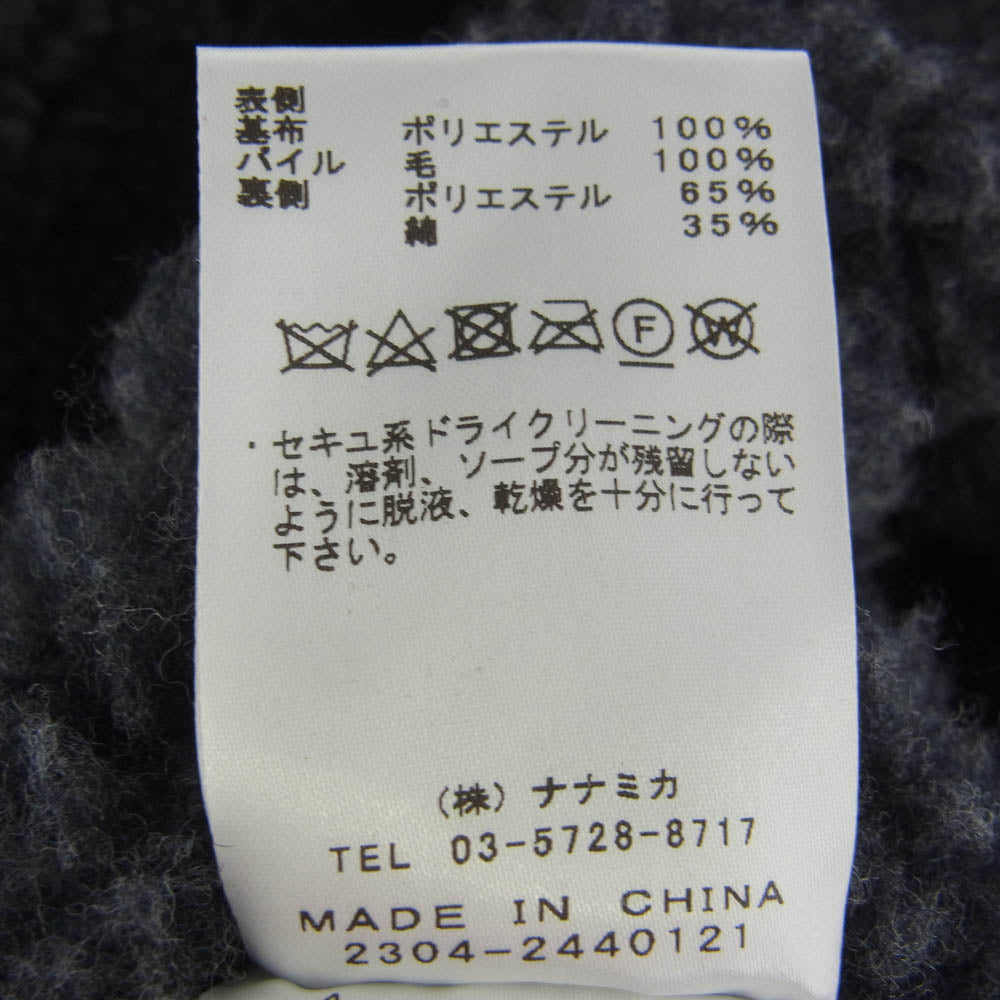 表側
基布 ポリエステル 100%
パイル 毛 100%
裏側 ポリエステル 65%
綿 35%
F W
・セキユ系ドライクリーニングの際
は、溶剤、ソープ分が残留しない
ように脱液、乾燥を十分に行って
下さい。
（株）ナナミカ
TEL 03-5728-8717
MADE IN CHINA
2304-2440121